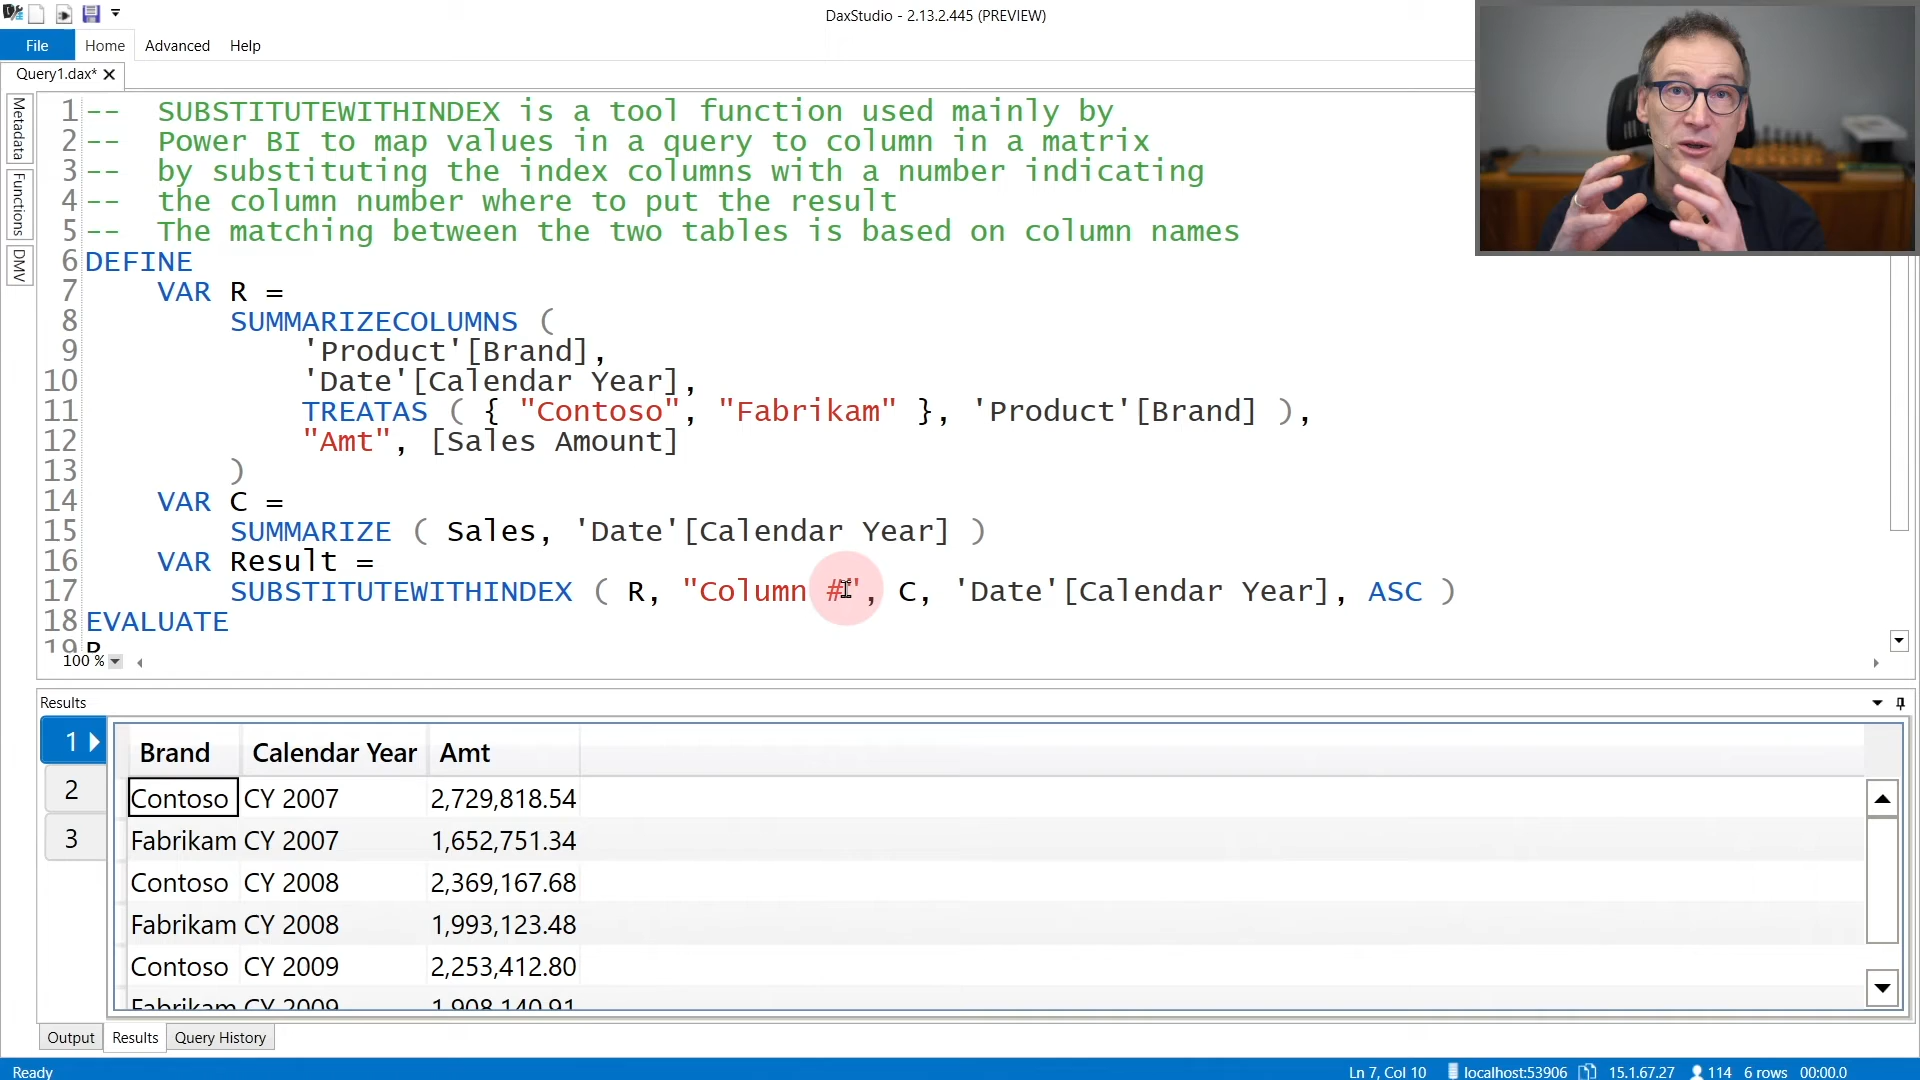 DaxStudio - 2.13.2.445 (PREVIEW)
File Home Advanced Help
Query1.dax*
Metadata
Functions
DMV
1 -- SUBSTITUTEWITHINDEX is a tool function used mainly by
2 -- Power BI to map values in a query to column in a matrix
3 -- by substituting the index columns with a number indicating
4 -- the column number where to put the result
5 -- The matching between the two tables is based on column names
6 DEFINE
7 VAR R =
8 SUMMARIZECOLUMNS (
9 'Product'[Brand],
10 'Date'[Calendar Year],
11 TREATAS ( { "Contoso", "Fabrikam" }, 'Product'[Brand] ),
12 "Amt", [Sales Amount]
13 )
14 VAR C =
15 SUMMARIZE ( Sales, 'Date'[Calendar Year] )
16 VAR Result =
17 SUBSTITUTEWITHINDEX ( R, "Column #", C, 'Date'[Calendar Year], ASC )
18 EVALUATE
19 R
100 %
Results
1
2
3
Brand Calendar Year Amt
Contoso CY 2007 2,729,818.54
Fabrikam CY 2007 1,652,751.34
Contoso CY 2008 2,369,167.68
Fabrikam CY 2008 1,993,123.48
Contoso CY 2009 2,253,412.80
Fabrikam CY 2009 1,908,140.91
Output Results Query History
Ready Ln 7, Col 10 localhost:53906 15.1.67.27 114 6 rows 00:00.0